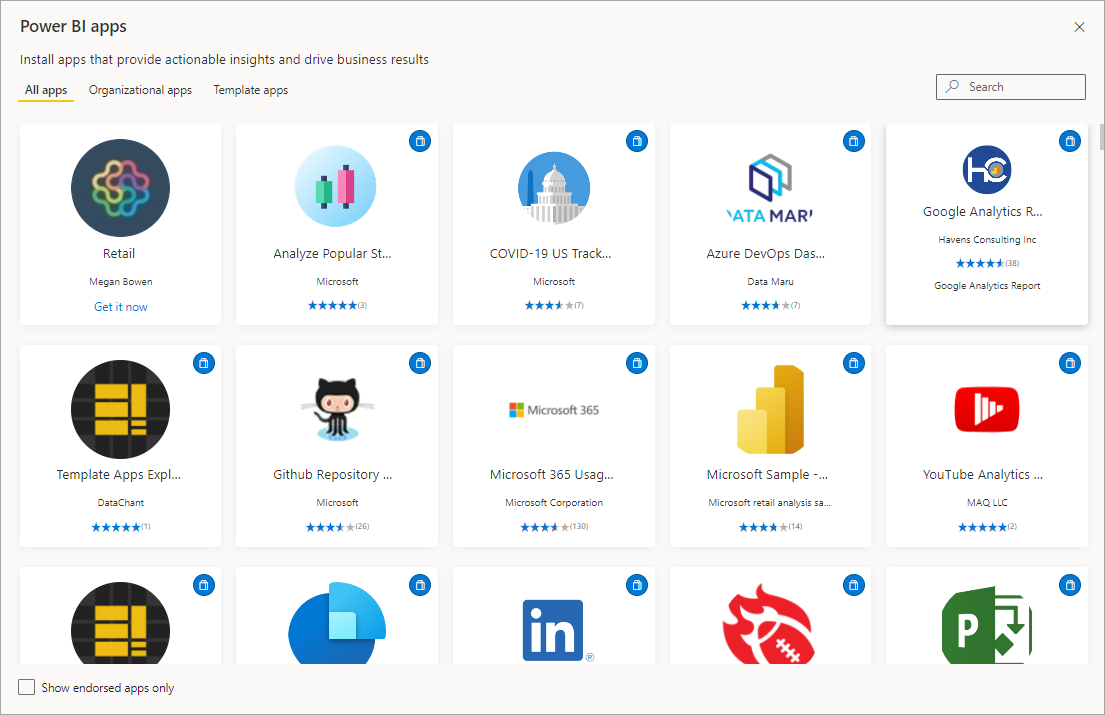 Power BI apps
Install apps that provide actionable insights and drive business results
All apps
Organizational apps
Template apps
Search
Retail
Megan Bowen
Get it now
Analyze Popular St...
Microsoft
(3)
COVID-19 US Track...
Microsoft
(7)
DATA MARU
Azure DevOps Das...
Data Maru
(7)
HC
Google Analytics R...
Havens Consulting Inc
(38)
Google Analytics Report
Template Apps Expl...
DataChant
(1)
Github Repository ...
Microsoft
(26)
Microsoft 365
Microsoft 365 Usag...
Microsoft Corporation
(130)
Microsoft Sample -...
Microsoft retail analysis sa...
(14)
YouTube Analytics ...
MAQ LLC
(2)
in
®
P
Show endorsed apps only